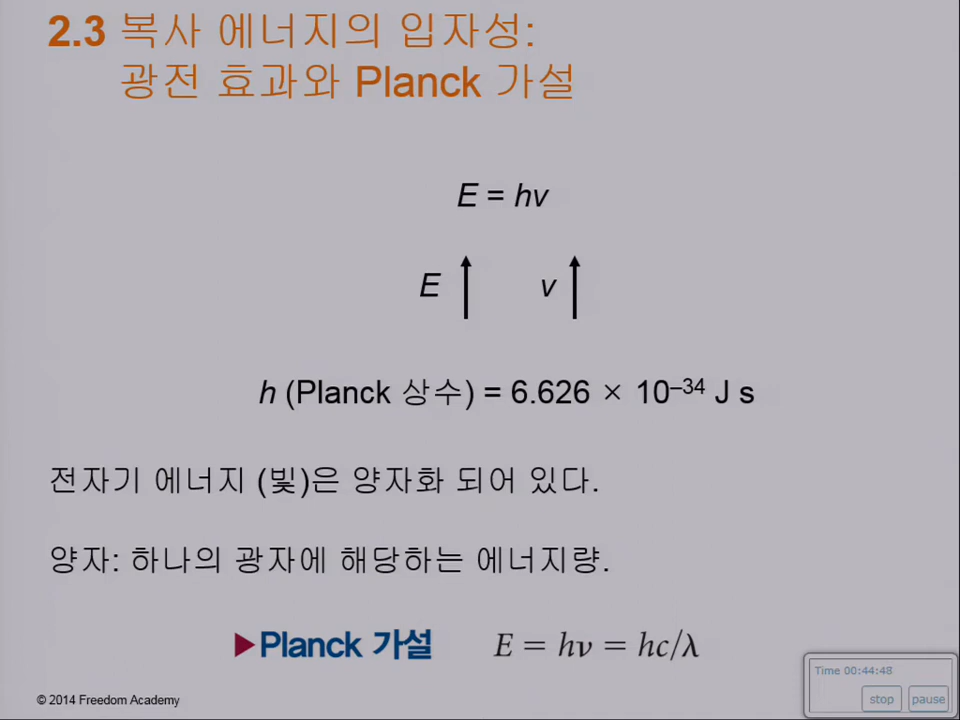 2.3 복사 에너지의 입자성:
광전 효과와 Planck 가설
E = hν
E ν
h (Planck 상수) = 6.626 × 10⁻³⁴ J s
전자기 에너지 (빛)은 양자화 되어 있다.
양자: 하나의 광자에 해당하는 에너지량.
▶Planck 가설 E = hν = hc/λ
Time 00:44:48
stop pause
© 2014 Freedom Academy